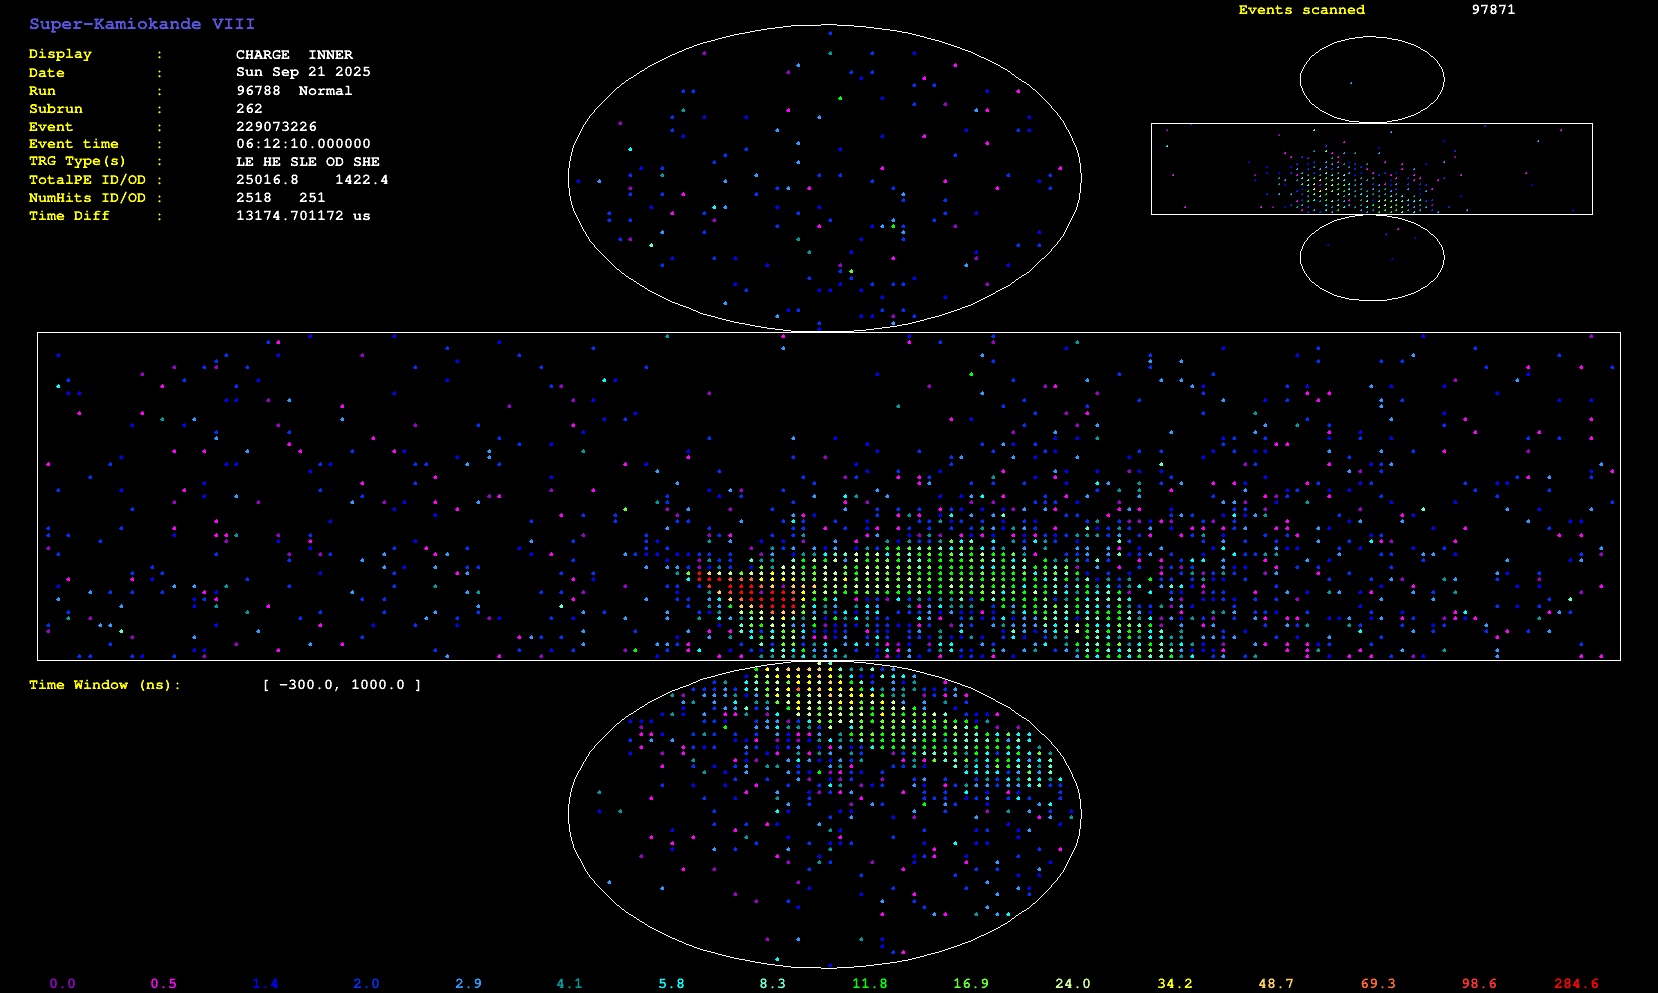 Super-Kamiokande VIII
Events scanned 97871
Display : CHARGE INNER
Date : Sun Sep 21 2025
Run : 96788 Normal
Subrun : 262
Event : 229073226
Event time : 06:12:10.000000
TRG Type(s) : LE HE SLE OD SHE
TotalPE ID/OD : 25016.8 1422.4
NumHits ID/OD : 2518 251
Time Diff : 13174.701172 us
Time Window (ns): [ -300.0, 1000.0 ]
0.0 0.5 1.4 2.0 2.9 4.1 5.8 8.3 11.8 16.9 24.0 34.2 48.7 69.3 98.6 284.6